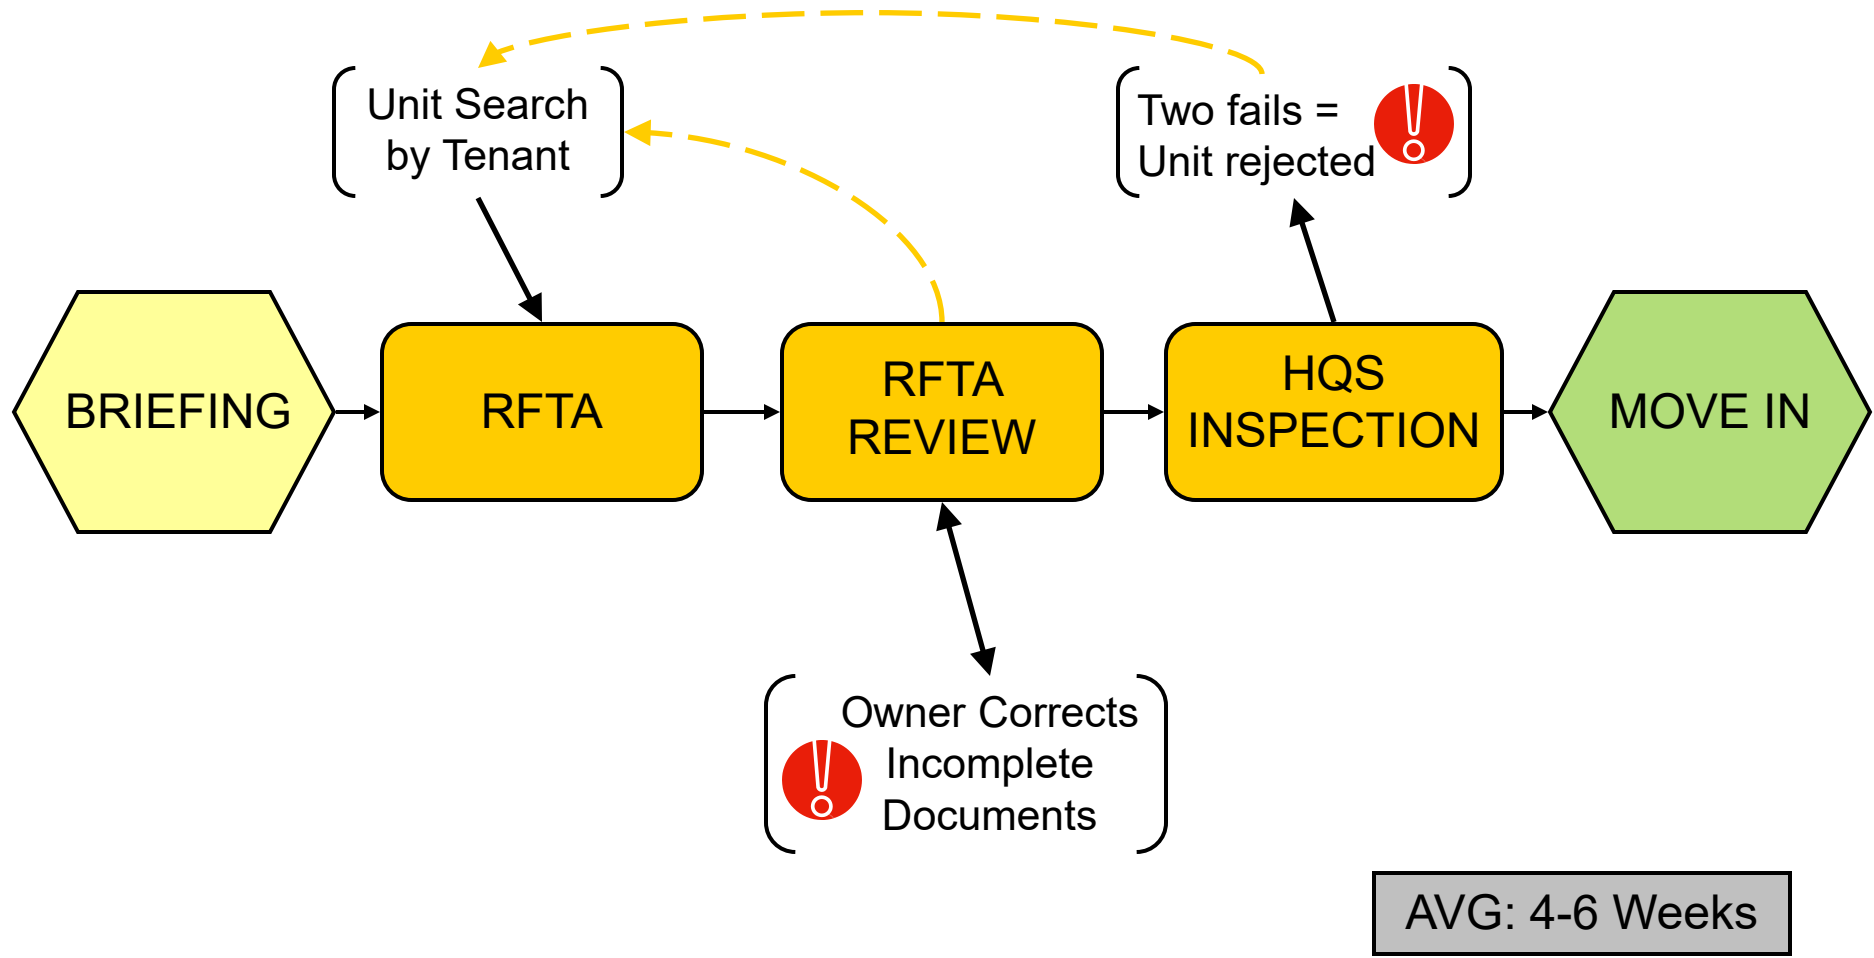 Unit Search
by Tenant
Two fails =
Unit rejected
BRIEFING
RFTA
RFTA
REVIEW
HQS
INSPECTION
MOVE IN
Owner Corrects
Incomplete
Documents
AVG: 4-6 Weeks